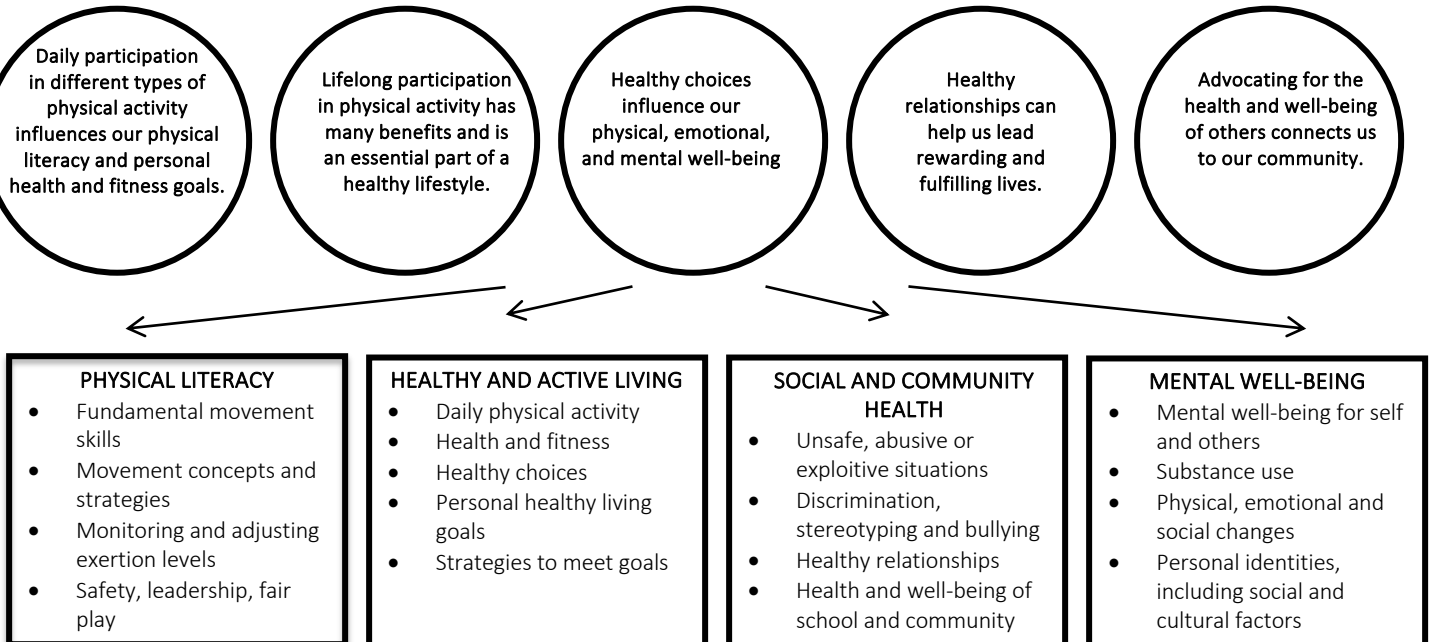 Daily participation
in different types of
physical activity
influences our physical
literacy and personal
health and fitness goals.
Lifelong participation
in physical activity has
many benefits and is
an essential part of a
healthy lifestyle.
Healthy choices
influence our
physical, emotional,
and mental well-being
Healthy
relationships can
help us lead
rewarding and
fulfilling lives.
Advocating for the
health and well-being
of others connects us
to our community.
PHYSICAL LITERACY
• Fundamental movement
skills
• Movement concepts and
strategies
• Monitoring and adjusting
exertion levels
• Safety, leadership, fair
play
HEALTHY AND ACTIVE LIVING
• Daily physical activity
• Health and fitness
• Healthy choices
• Personal healthy living
goals
• Strategies to meet goals
SOCIAL AND COMMUNITY
HEALTH
• Unsafe, abusive or
exploitive situations
• Discrimination,
stereotyping and bullying
• Healthy relationships
• Health and well-being of
school and community
MENTAL WELL-BEING
• Mental well-being for self
and others
• Substance use
• Physical, emotional and
social changes
• Personal identities,
including social and
cultural factors